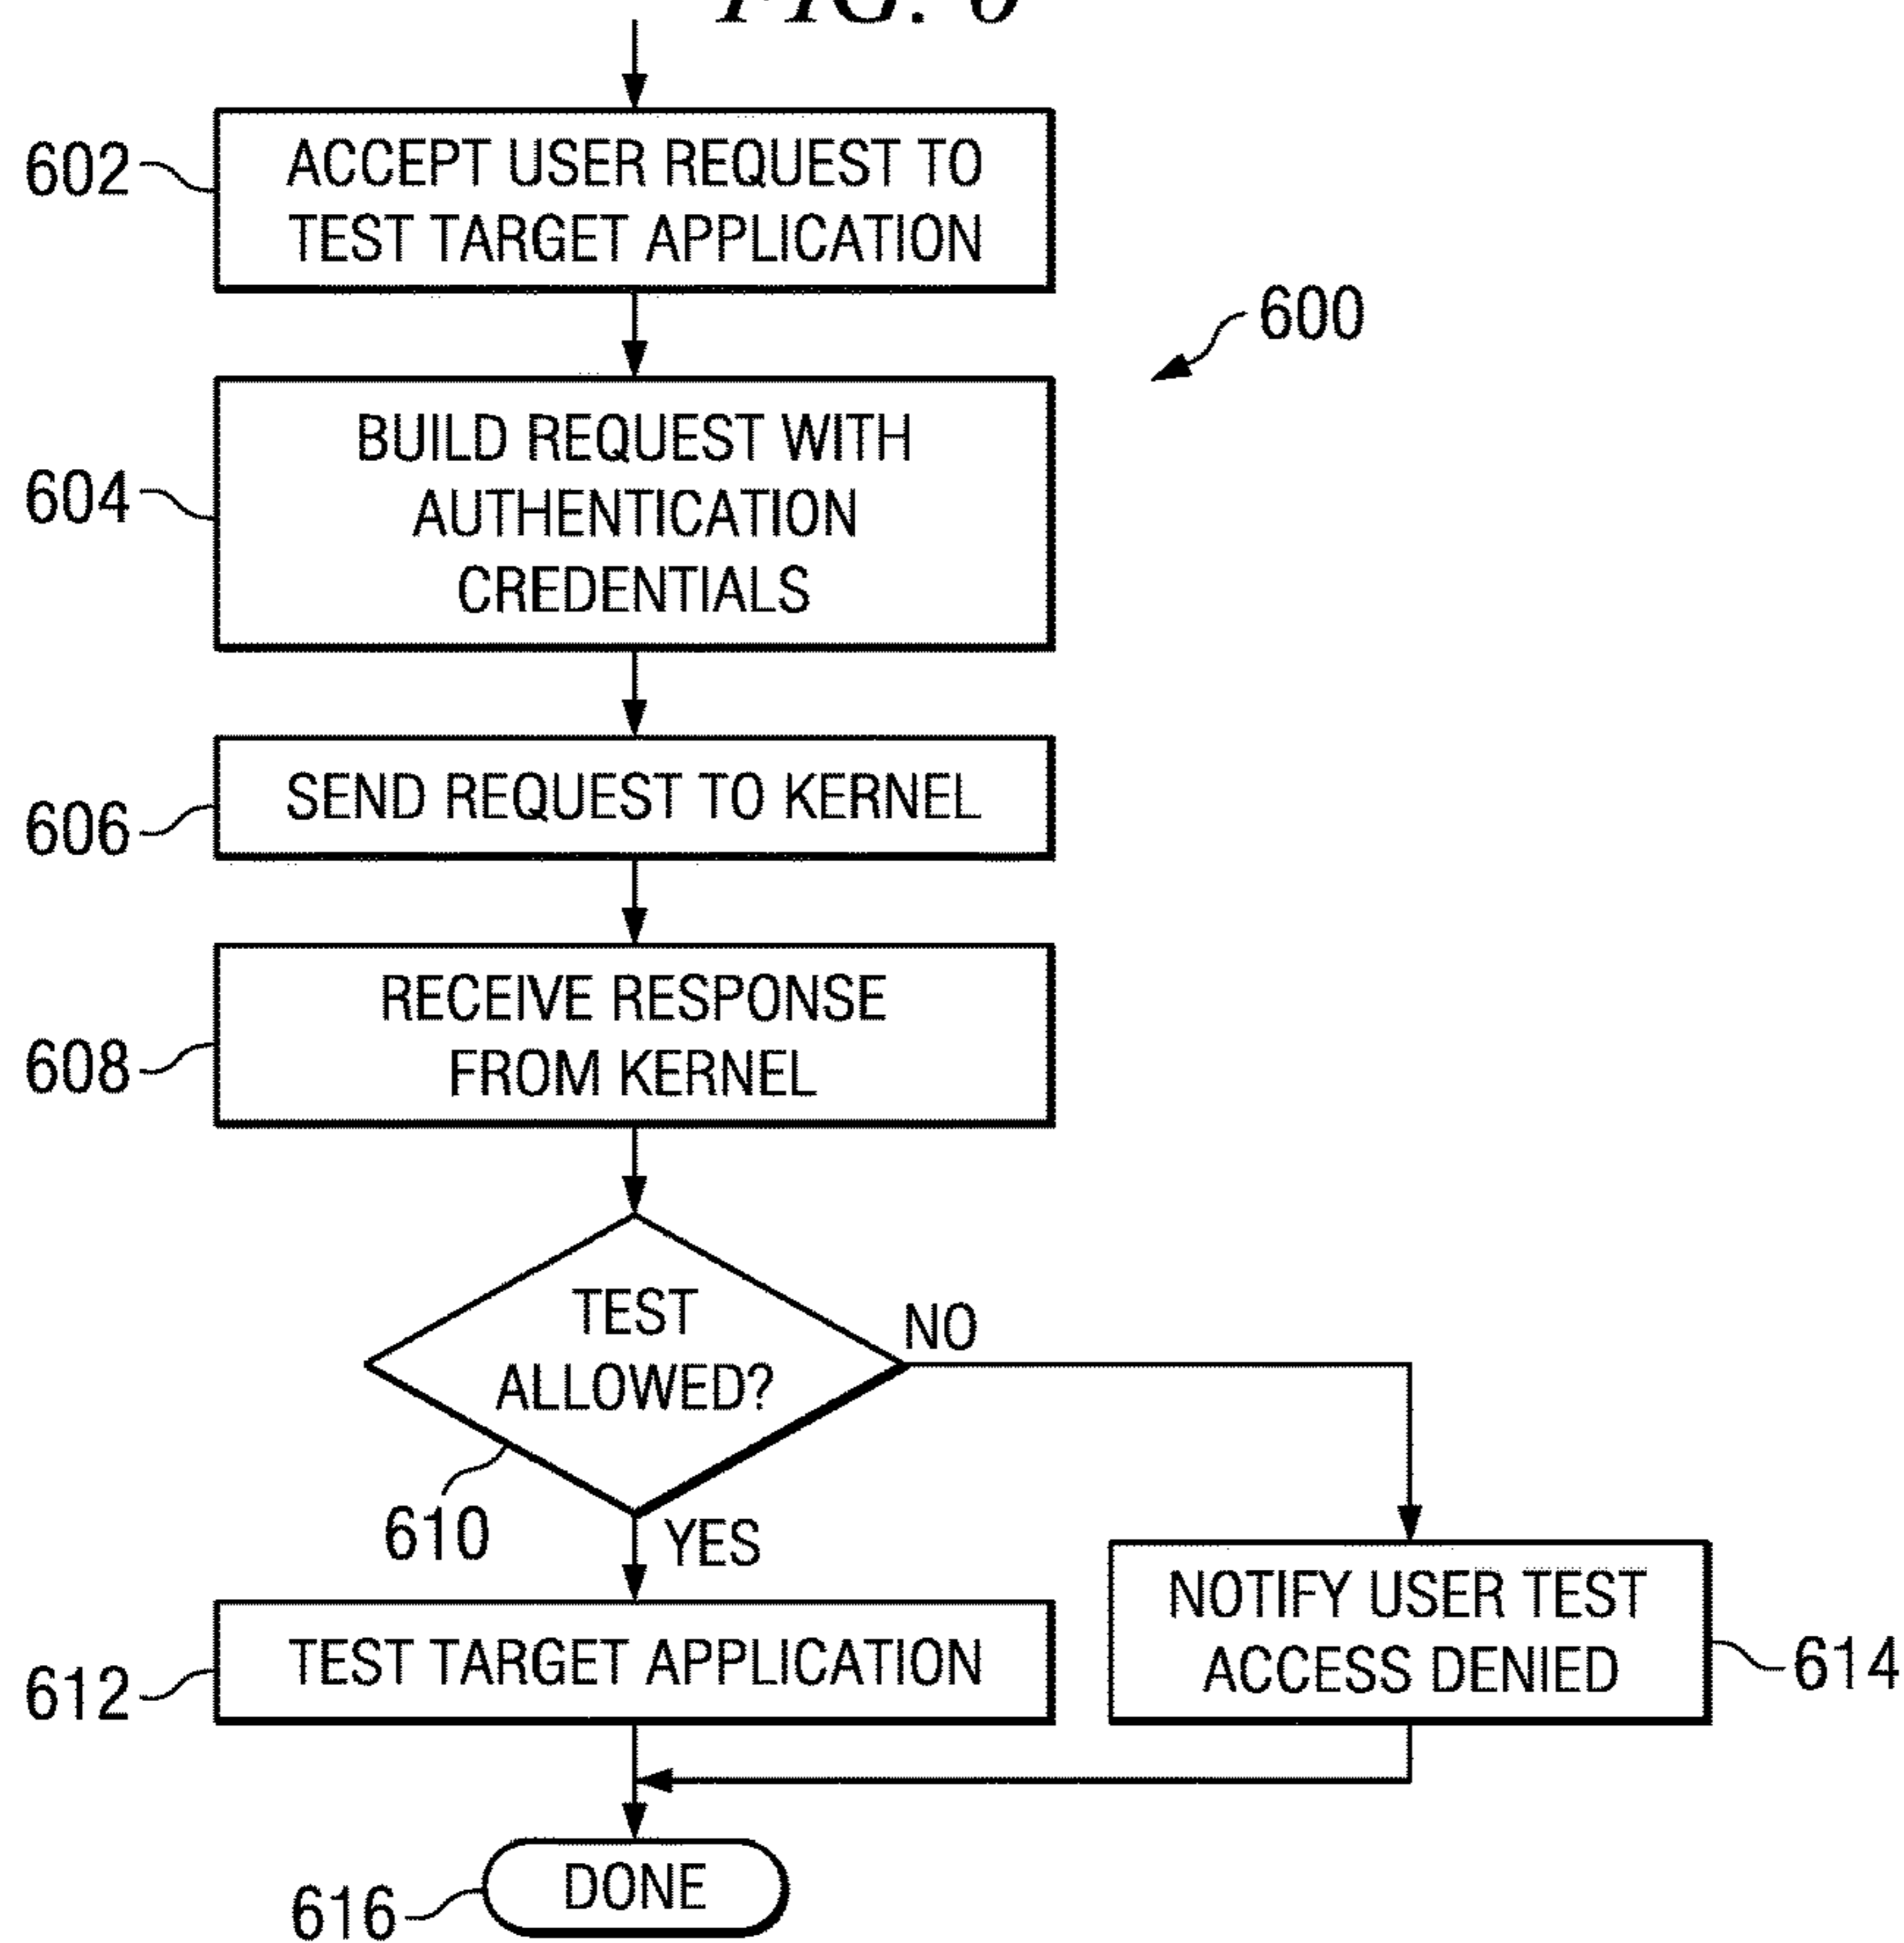 FIG. 6
602
ACCEPT USER REQUEST TO
TEST TARGET APPLICATION
600
604
BUILD REQUEST WITH
AUTHENTICATION
CREDENTIALS
606
SEND REQUEST TO KERNEL
608
RECEIVE RESPONSE
FROM KERNEL
TEST
ALLOWED?
NO
610
YES
612
TEST TARGET APPLICATION
NOTIFY USER TEST
ACCESS DENIED
614
616
DONE